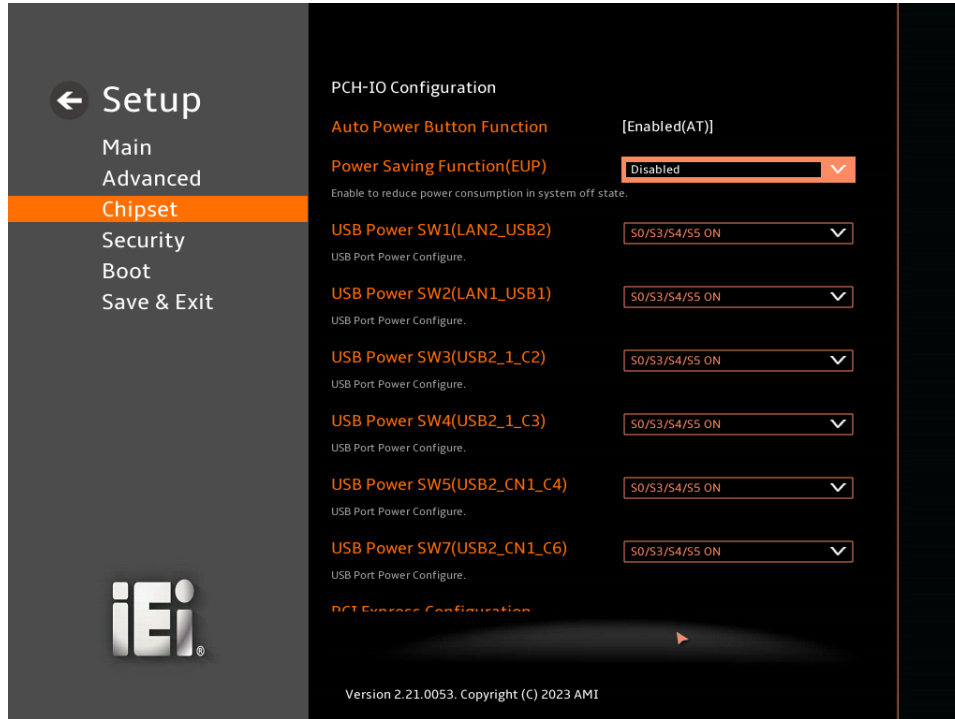 Setup
Main
Advanced
Chipset
Security
Boot
Save & Exit
iEi®
PCH-IO Configuration
Auto Power Button Function [Enabled(AT)]
Power Saving Function(EUP) Disabled
Enable to reduce power consumption in system off state.
USB Power SW1(LAN2_USB2) S0/S3/S4/S5 ON
USB Port Power Configure.
USB Power SW2(LAN1_USB1) S0/S3/S4/S5 ON
USB Port Power Configure.
USB Power SW3(USB2_1_C2) S0/S3/S4/S5 ON
USB Port Power Configure.
USB Power SW4(USB2_1_C3) S0/S3/S4/S5 ON
USB Port Power Configure.
USB Power SW5(USB2_CN1_C4) S0/S3/S4/S5 ON
USB Port Power Configure.
USB Power SW7(USB2_CN1_C6) S0/S3/S4/S5 ON
USB Port Power Configure.
PCI Express Configuration
Version 2.21.0053. Copyright (C) 2023 AMI